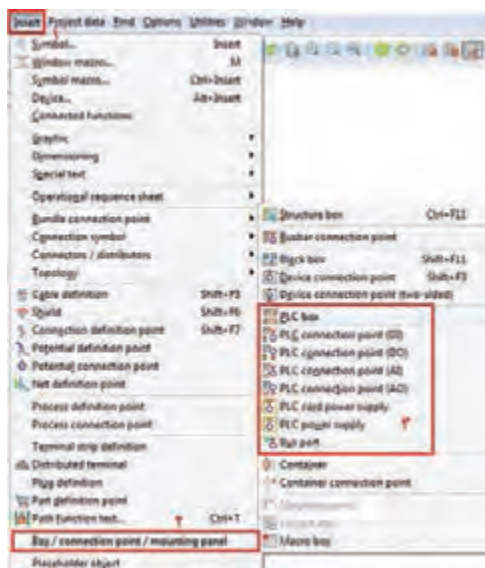 Insert Project data Find Options Utilities Window Help
۱
Symbol... Insert
Window macro... M
Symbol macro... Ctrl+Insert
Device... Alt+Insert
Connected functions
Graphic
Dimensioning
Special text
Operational sequence sheet
Bundle connection point
Connection symbol
Connectors / distributors
Topology
Cable definition Shift+F5
Shield Shift+F6
Connection definition point Shift+F7
Potential definition point
Potential connection point
Net definition point
Process definition point
Process connection point
Terminal strip definition
Distributed terminal
Plug definition
Part definition point
Path function text... Ctrl+T
۲
Box / connection point / mounting panel
Placeholder object
Structure box Ctrl+F11
Busbar connection point
Black box Shift+F11
Device connection point Shift+F3
Device connection point (two-sided)
PLC box
PLC connection point (DI)
PLC connection point (DO)
PLC connection point (AI)
PLC connection point (AO)
PLC card power supply
PLC power supply ۳
Bus port
Container
Container connection point
Macro box